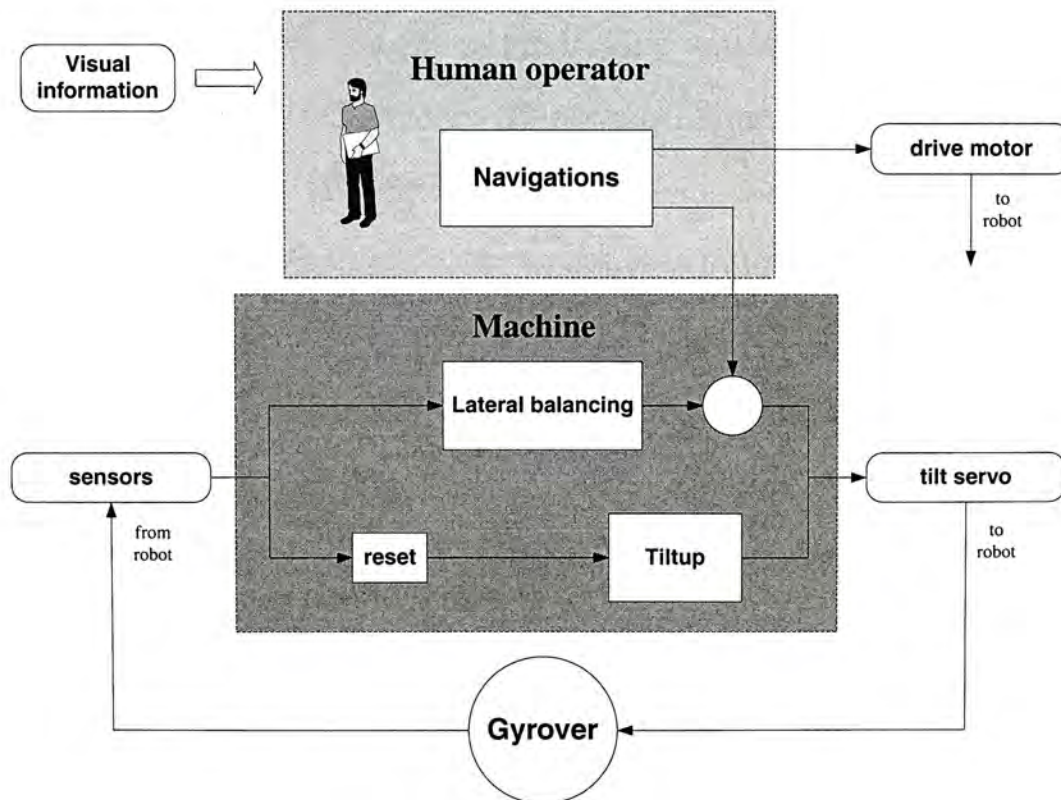 Visual
information
Human operator
Navigations
drive motor
to
robot
Machine
Lateral balancing
sensors
tilt servo
from
robot
to
robot
reset
Tiltup
Gyrover